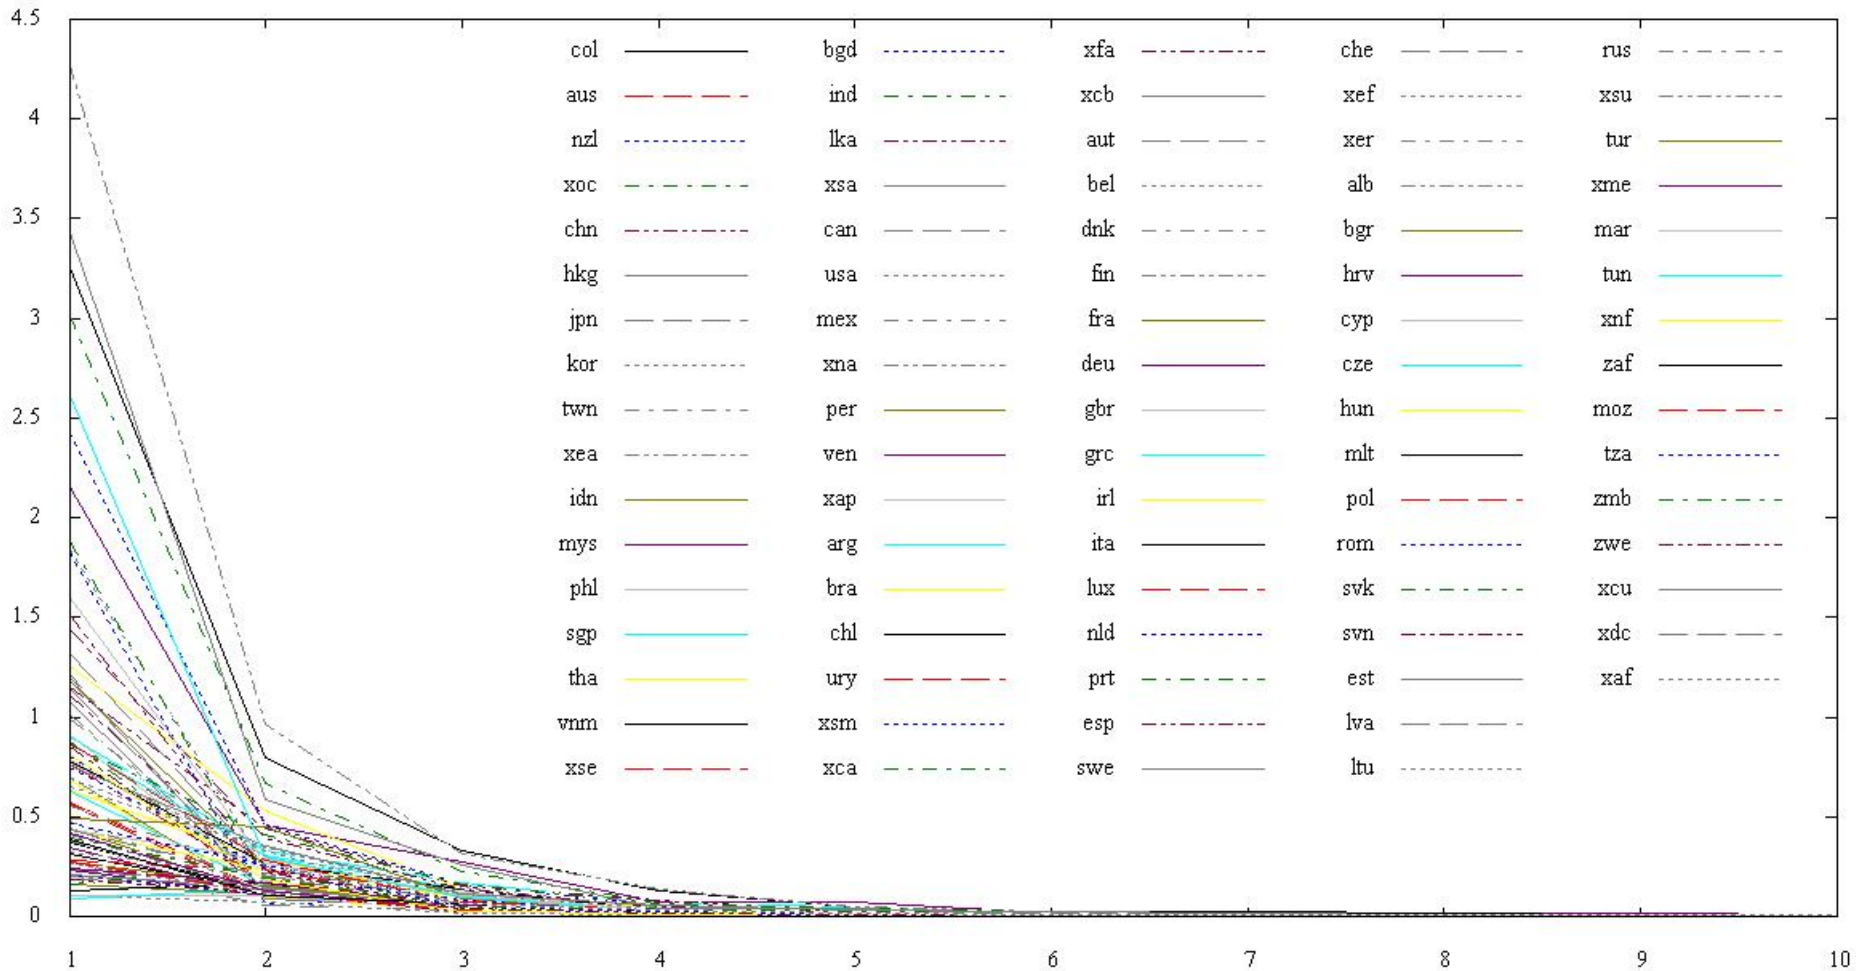 4.5
4
3.5
3
2.5
2
1.5
1
0.5
0
col bgd xfa che rus
aus ind xcb xef xsu
nzl lka aut xer tur
xoc xsa bel alb xme
chn can dnk bgr mar
hkg usa fin hrv tun
jpn mex fra cyp xnf
kor xna deu cze zaf
twn per gbr hun moz
xea ven grc mlt tza
idn xap irl pol zmb
mys arg ita rom zwe
phl bra lux svk xcu
sgp chl nld svn xdc
tha ury prt est xaf
vnm xsm esp lva
xse xca swe ltu
1 2 3 4 5 6 7 8 9 10